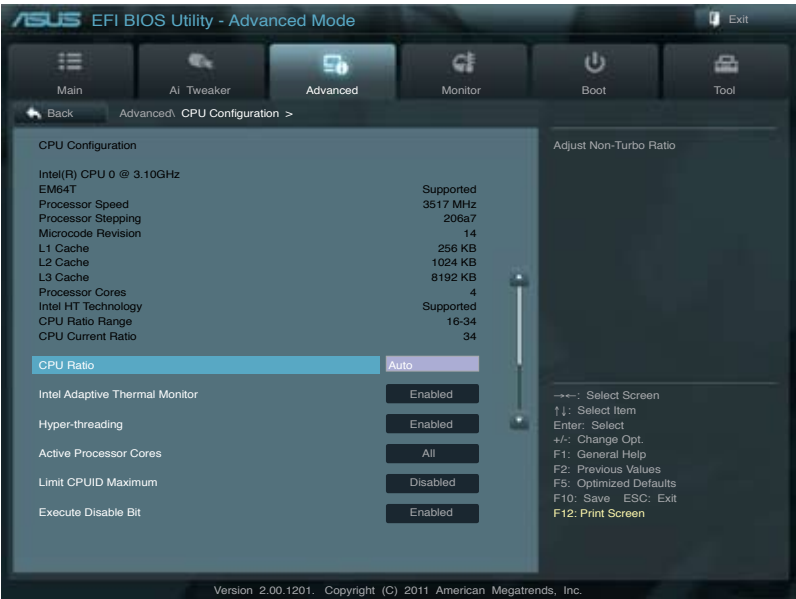 ASUS EFI BIOS Utility - Advanced Mode
Exit
Main Ai Tweaker Advanced Monitor Boot Tool
Back Advanced\ CPU Configuration >
CPU Configuration
Intel(R) CPU 0 @ 3.10GHz
EM64T Supported
Processor Speed 3517 MHz
Processor Stepping 206a7
Microcode Revision 14
L1 Cache 256 KB
L2 Cache 1024 KB
L3 Cache 8192 KB
Processor Cores 4
Intel HT Technology Supported
CPU Ratio Range 16-34
CPU Current Ratio 34
CPU Ratio Auto
Intel Adaptive Thermal Monitor Enabled
Hyper-threading Enabled
Active Processor Cores All
Limit CPUID Maximum Disabled
Execute Disable Bit Enabled
Adjust Non-Turbo Ratio
→←: Select Screen
↑↓: Select Item
Enter: Select
+/-: Change Opt.
F1: General Help
F2: Previous Values
F5: Optimized Defaults
F10: Save ESC: Exit
F12: Print Screen
Version 2.00.1201. Copyright (C) 2011 American Megatrends, Inc.